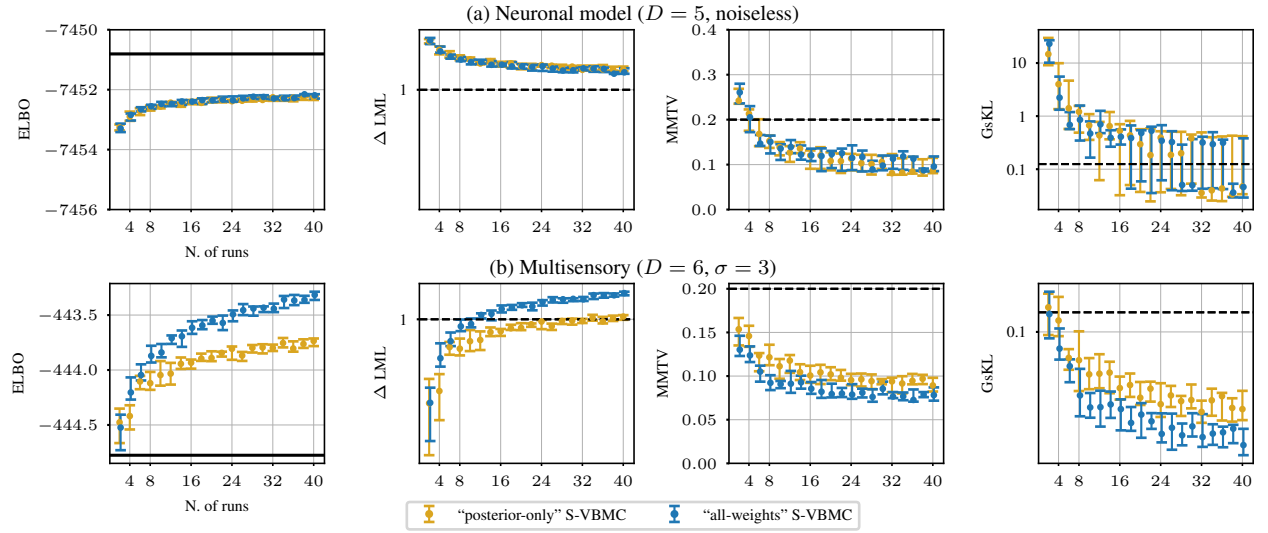 (a) Neuronal model (D = 5, noiseless)
ELBO
−7450
−7452
−7454
−7456
4 8 16 24 32 40
N. of runs
Δ LML
1
4 8 16 24 32 40
MMTV
0.4
0.3
0.2
0.1
0.0
4 8 16 24 32 40
GsKL
10
1
0.1
4 8 16 24 32 40
(b) Multisensory (D = 6, σ = 3)
ELBO
−443.5
−444.0
−444.5
4 8 16 24 32 40
N. of runs
Δ LML
1
4 8 16 24 32 40
MMTV
0.20
0.15
0.10
0.05
0.00
4 8 16 24 32 40
GsKL
0.1
4 8 16 24 32 40
“posterior-only” S-VBMC
“all-weights” S-VBMC